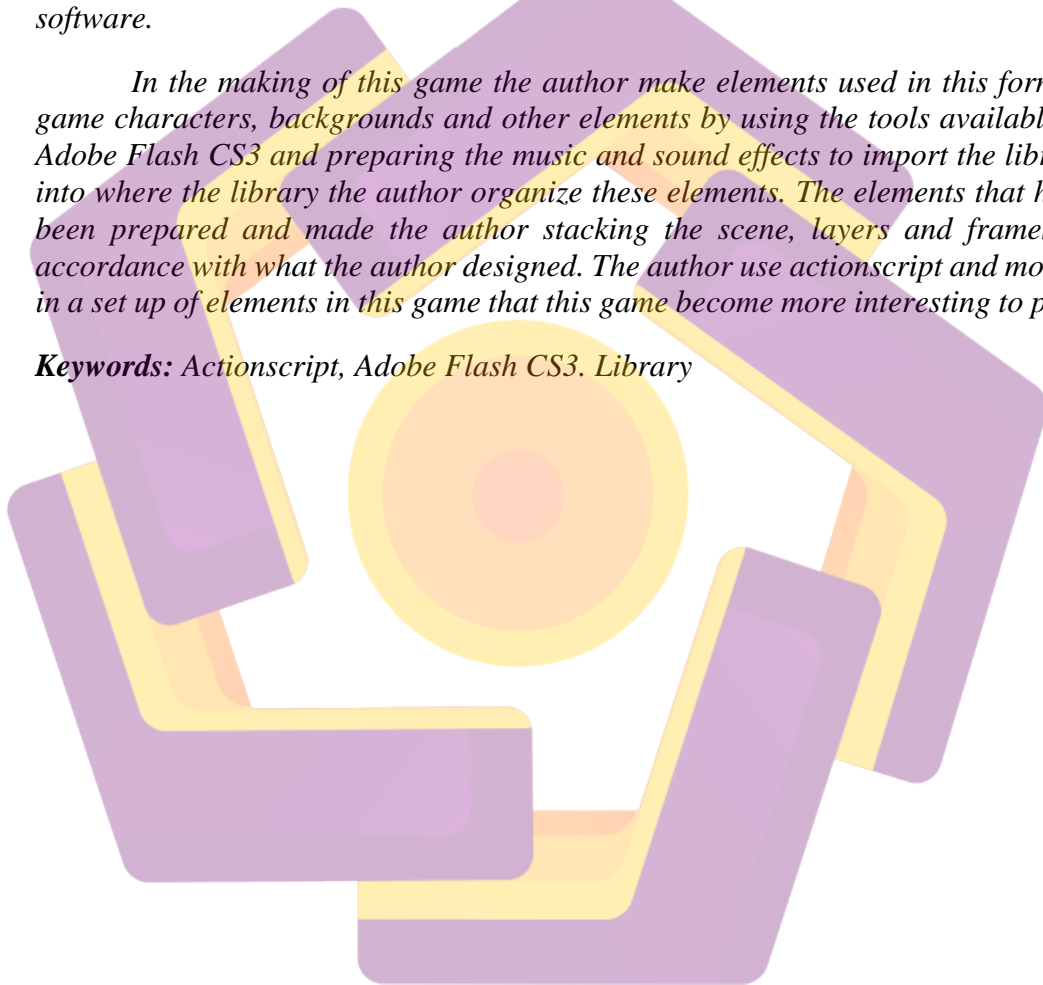 software.
In the making of this game the author make elements used in this form
game characters, backgrounds and other elements by using the tools availabl
Adobe Flash CS3 and preparing the music and sound effects to import the libr
into where the library the author organize these elements. The elements that h
been prepared and made the author stacking the scene, layers and frame
accordance with what the author designed. The author use actionscript and mo
in a set up of elements in this game that this game become more interesting to p
Keywords: Actionscript, Adobe Flash CS3. Library